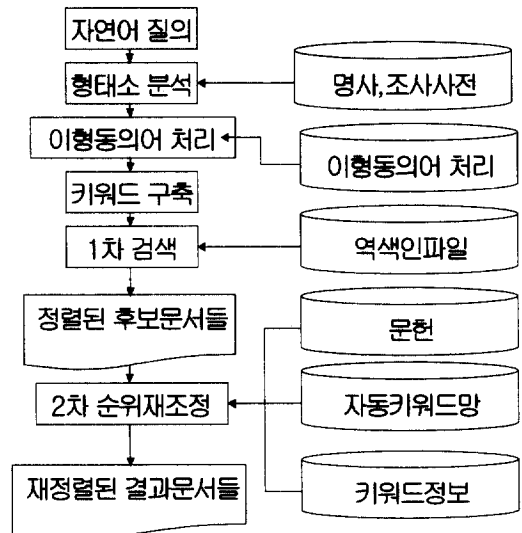 자연어 질의
형태소 분석
명사,조사사전
이형동의어 처리
이형동의어 처리
키워드 구축
1차 검색
역색인파일
정렬된 후보문서들
문헌
2차 순위재조정
자동키워드망
재정렬된 결과문서들
키워드정보